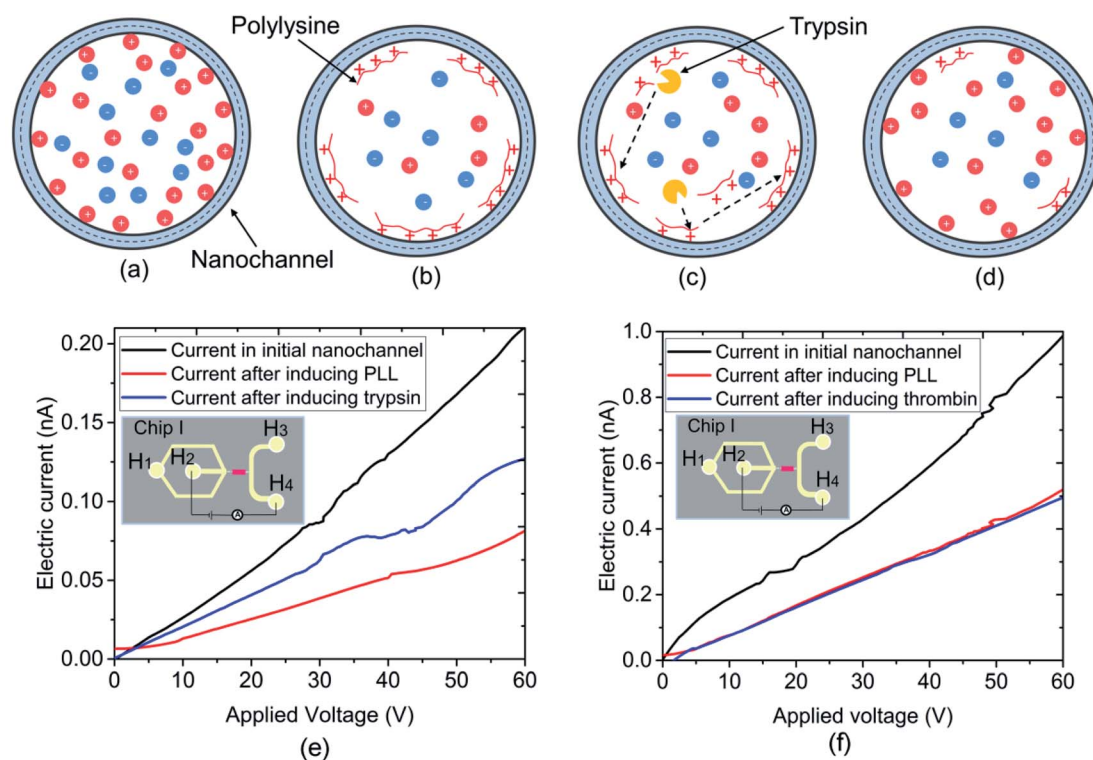 Polylysine
Trypsin
Nanochannel
(a)
(b)
(c)
(d)
Current in initial nanochannel
Current after inducing PLL
Current after inducing trypsin
Chip I
H1
H2
H3
H4
A
Electric current (nA)
0.20
0.15
0.10
0.05
0.00
0 10 20 30 40 50 60
Applied Voltage (V)
(e)
Current in initial nanochannel
Current after inducing PLL
Current after inducing thrombin
Chip I
H1
H2
H3
H4
A
Electric current (nA)
1.0
0.8
0.6
0.4
0.2
0.0
0 10 20 30 40 50 60
Applied voltage (V)
(f)